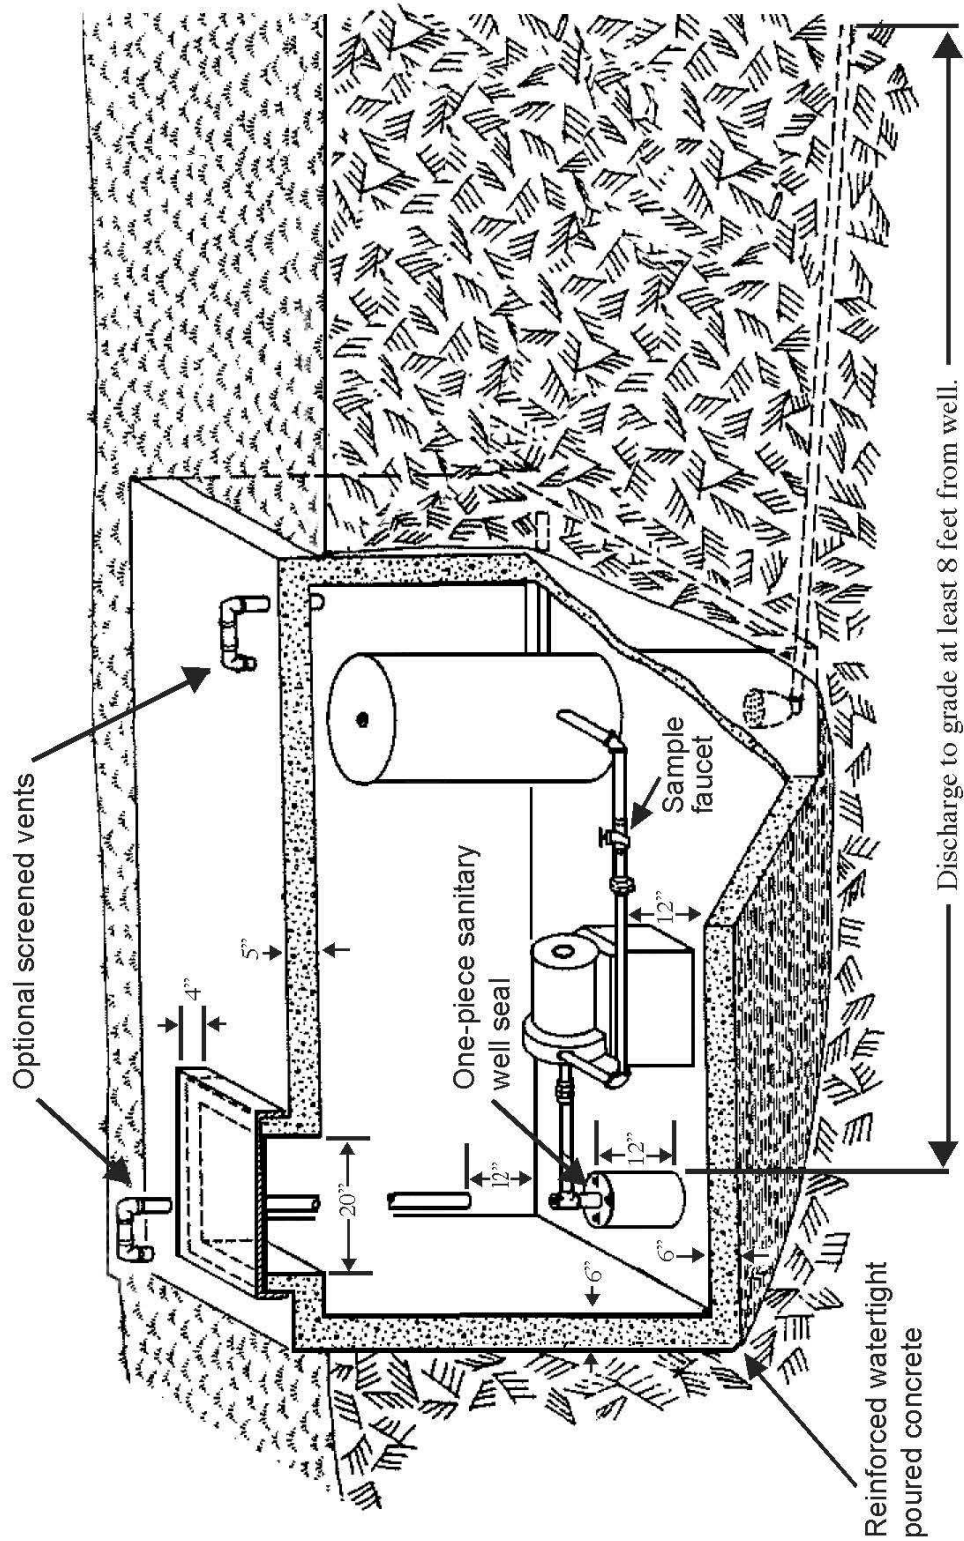 Optional screened vents
4”
5”
20”
12”
One-piece sanitary
well seal
Sample
faucet
12”
12”
6”
6”
Reinforced watertight
poured concrete
Discharge to grade at least 8 feet from well.